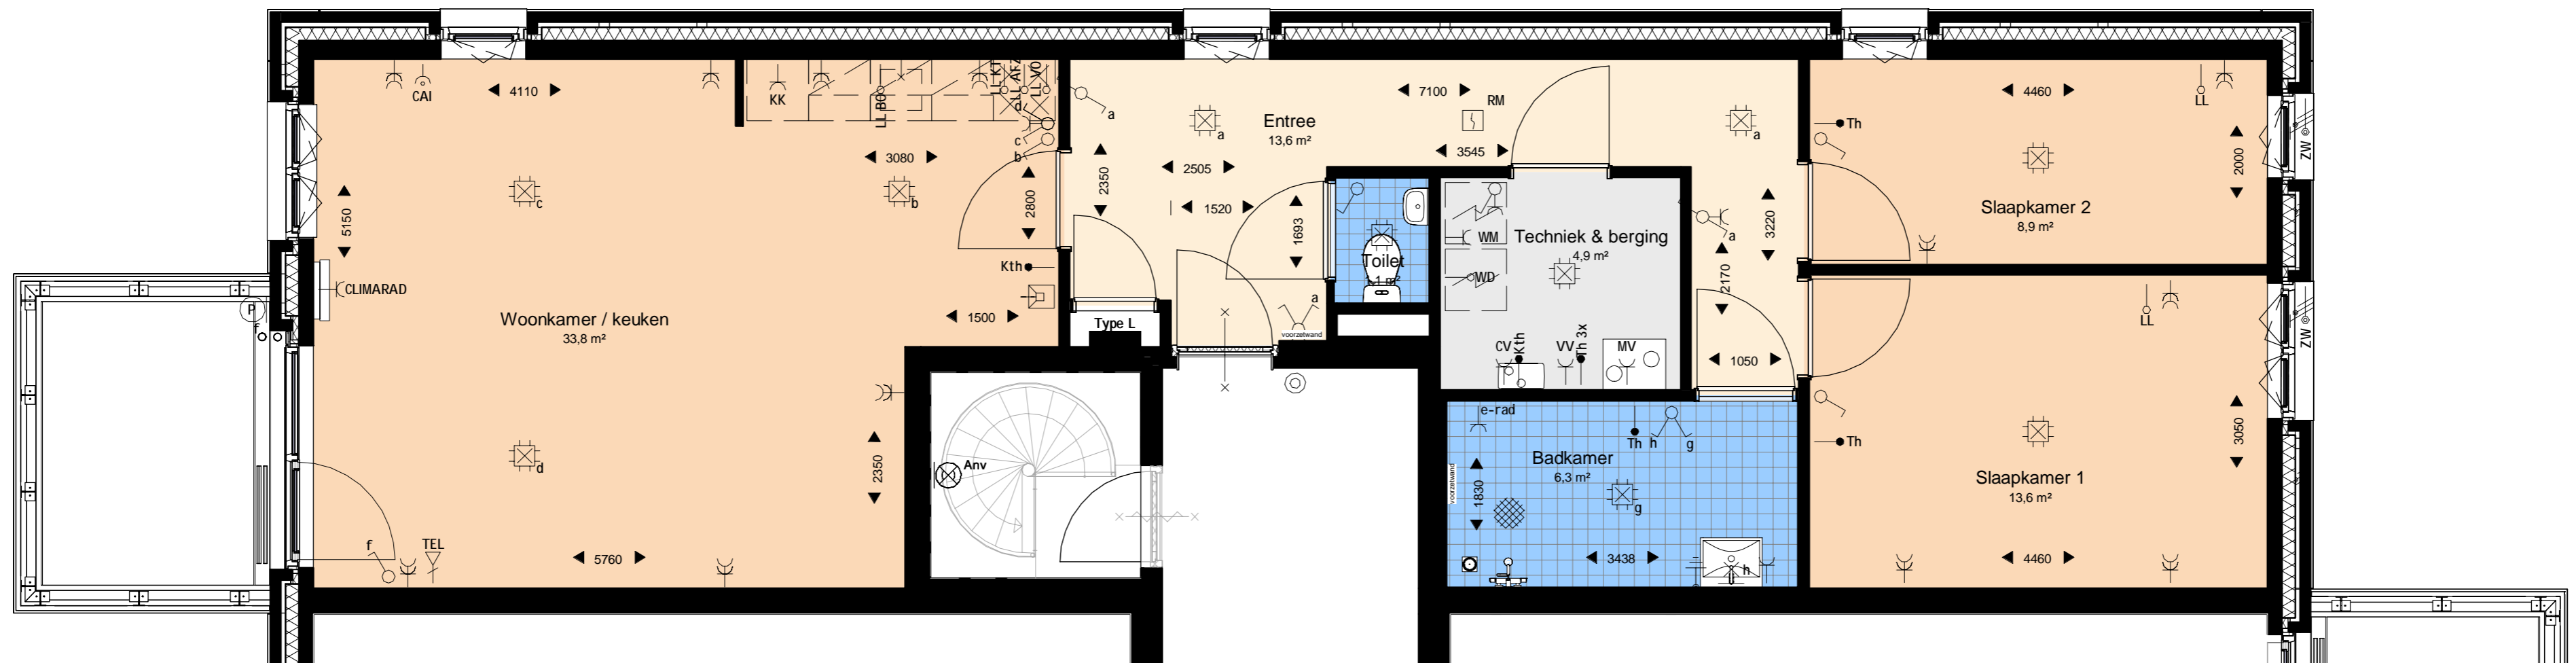 CAI
4110
KK
LL BO
LL KT
LL AFZ
LL VO
3080
c
b
c
b
5150
2800
CLIMARAD
Kth
1500
Woonkamer / keuken
33,8 m²
P
f
d
2350
f
TEL
5760
Anv
a
7100
RM
a
Entree
13,6 m²
a
3545
2505
2350
1520
1693
a
voorzetwand
Type L
Toilet
WM
WD
Techniek & berging
4,9 m²
CV
Kth
VV
Th 3x
MV
3220
a
2170
1050
e-rad
Th
h
g
Badkamer
6,3 m²
voorzetwand
1830
g
3438
h
4460
LL
Th
ZW
2000
Slaapkamer 2
8,9 m²
LL
ZW
Th
3050
Slaapkamer 1
13,6 m²
4460